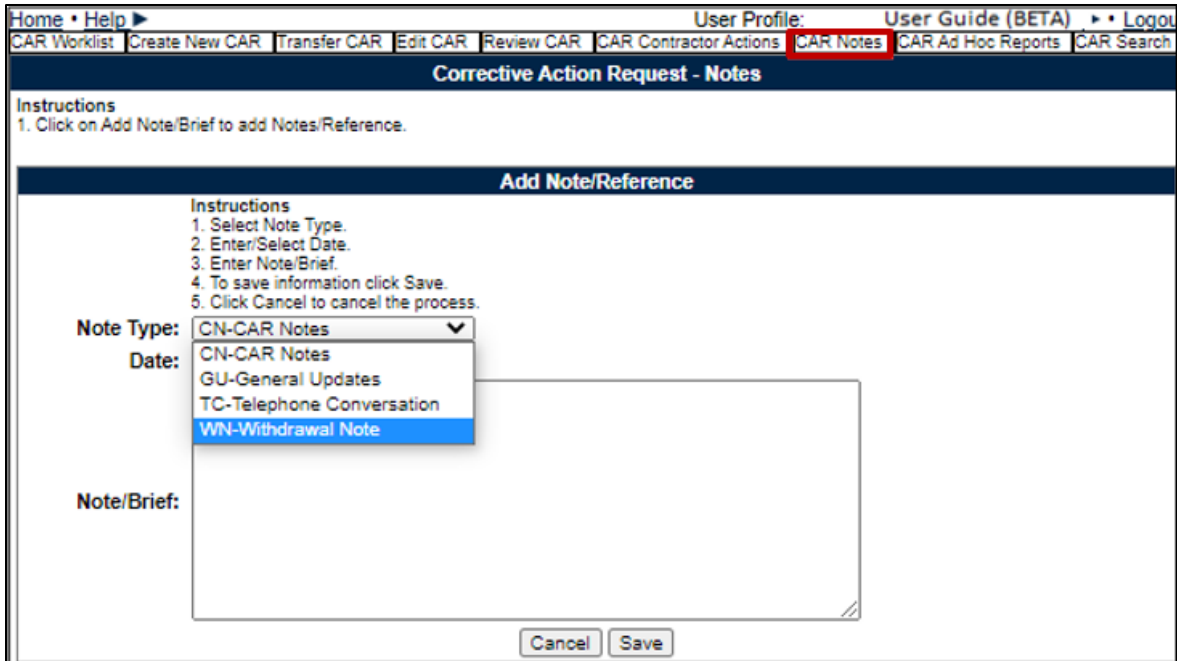 Home • Help ▶ User Profile: User Guide (BETA) ▸ • Logou
CAR Worklist Create New CAR Transfer CAR Edit CAR Review CAR CAR Contractor Actions CAR Notes CAR Ad Hoc Reports CAR Search
Corrective Action Request - Notes
Instructions
1. Click on Add Note/Brief to add Notes/Reference.
Add Note/Reference
Instructions
1. Select Note Type.
2. Enter/Select Date.
3. Enter Note/Brief.
4. To save information click Save.
5. Click Cancel to cancel the process.
Note Type: CN-CAR Notes
Date: CN-CAR Notes
GU-General Updates
TC-Telephone Conversation
WN-Withdrawal Note
Note/Brief:
Cancel Save